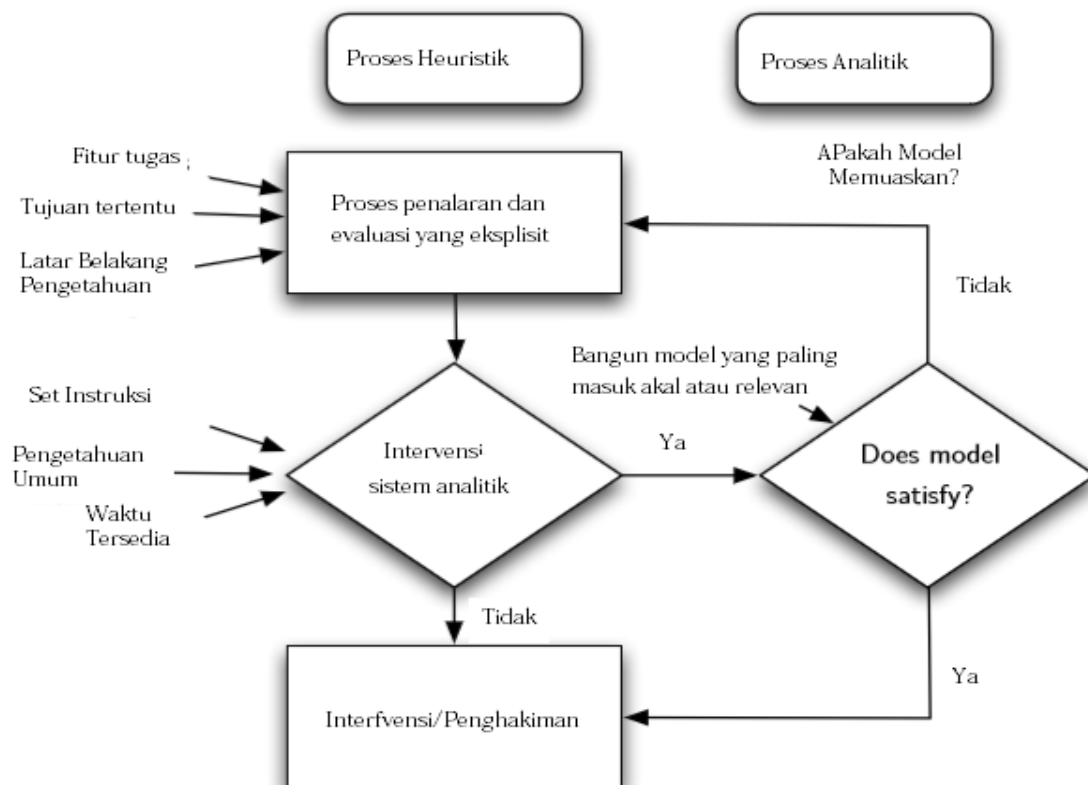 Proses Heuristik
Proses Analitik
Fitur tugas ;
Tujuan tertentu
Latar Belakang
Pengetahuan
Proses penalaran dan
evaluasi yang eksplisit
APakah Model
Memuaskan?
Tidak
Bangun model yang paling
masuk akal atau relevan
Set Instruksi
Pengetahuan
Umum
Waktu
Tersedia
Intervensi
sistem analitik
Ya
Does model
satisfy?
Tidak
Ya
Interfvensi/Penghakiman